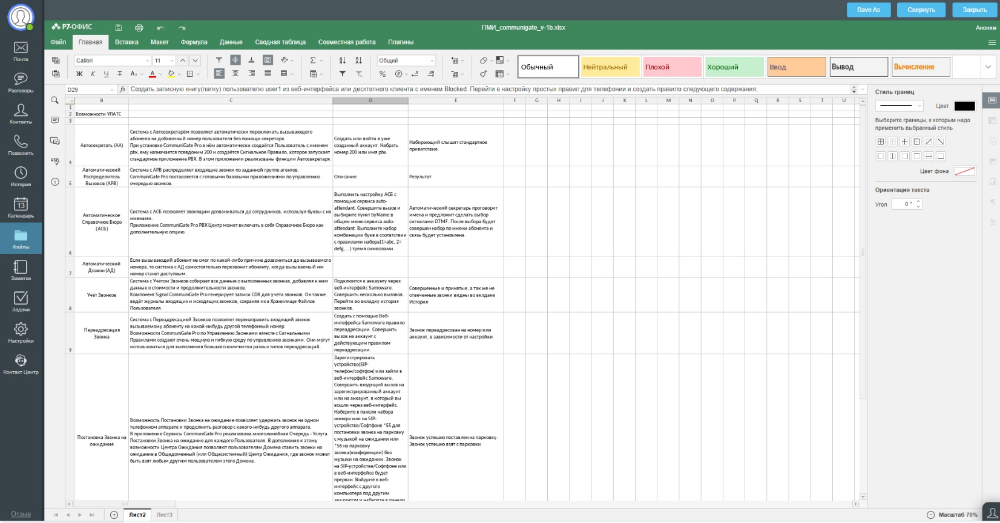 Save As
Свернуть
Закрыть
Р7-ОФИС
ПМИ_communigate_v-1b.xlsx
Аноним
Файл
Главная
Вставка
Макет
Формула
Данные
Сводная таблица
Совместная работа
Плагины
Calibri
11
Общий
Обычный
Нейтральный
Плохой
Хороший
Ввод
Вывод
Вычисление
D29
Создать записную книгу(папку) пользователю user1 из веб-интерфейса или десктопного клиента с именем Blocked. Перейти в настройку простых правил для телефонии и создать правило следующего содержания;
Почта
Разговоры
Контакты
Позвонить
История
13
Календарь
Файлы
Заметки
Задачи
Настройки
Контакт Центр
Отзыв
B C D E F G H I J K L M N O P Q R S T U
1
2 Возможности УПАТС
3
4
Автосекретать (АА)
Система с Автосекретарём позволяет автоматически переключать вызывающего
абонента на добавочный номер пользователя без помощи секретаря.
При установке CommuniGate Pro в нём автоматически создаётся Пользователь с именем
pbx, ему назначается псевдоним 200 и создаётся Сигнальное Правило, которое запускает
стандартное приложение PBX. В этом приложении реализованы функции Автосекретаря.
Создать или войти в уже
созданный аккаунт. Набрать
номер 200 или имя pbx.
Набирающий слышит стандартное
приветствие.
5
Автоматический
Распределитель
Вызовов (АРВ)
Система с АРВ распределяет входящие звонки по заданной группе агентов.
CommuniGate Pro поставляется с готовыми базовыми приложениями по управлению
очередью звонков.
Описание
Результат
6
Автоматическое
Справочное Бюро
(АСБ)
Система с АСБ позволяет звонящим дозваниваться до сотрудников, используя буквы с их
именами.
Приложение CommuniGate Pro PBX Центр может включать в себя Справочное Бюро как
дополнительную опцию.
Выполнить настройку АСБ с
помощью сервиса auto-
attendant. Совершите вызов и
выбирите пункт byName в
общем меню сервиса auto-
attendant. Выполните набор
комбинации букв в соотвтствии
с правилами набора(1=abc, 2=
defg, ...) тремя символами.
Автоматический секретарь проговорит
имена и предложит сделать выбор
сигналами DTMF. После выбора будет
совершен набор по имени абонента и
связь будет установлена.
7
Автоматический
Дозвон (АД)
Если вызывающий абонент не смог по какой-либо причине дозвониться до вызываемого
номера, то система с АД самостоятельно перезвонит абоненту, когда вызываемый им
номер станет доступным.
8
Учёт Звонков
Система с Учётом Звонков собирает все данные о выполненных звонках, добавляя к ним
данные о стоимости и продолжительности звонков.
Компонент Signal CommuniGate Pro генерирует записи CDR для учёта звонков. Он также
ведёт журналы входящих и исходящих звонков, сохраняя их в Хранилище Файлов
Пользователя.
Подклюится к аккаунту через
веб-интерфейс Samoware.
Совершить несколько вызовов.
Перейти во вкладку история
звонков.
Совершенные и принятые, а так же не
отвеченные звонки видны во вклдаке
История
9
Переадресация
Звонка
Система с Переадресацией Звонков позволяет перенаправить входящий звонок
вызываемому абоненту на какой-нибудь другой телефонный номер.
Возможности CommuniGate Pro по Управлению Звонками вместе с Сигнальными
Правилами создают очень мощную и гибкую среду по управлению звонками. Они могут
использоваться для выполнения большого количества разных типов переадресаций.
Создать с помощью Веб-
интефрейса Samoware правило
переадресации. Совершить
вызов на аккаунт с
действующим правилом
переадресации.
Звонок переадресован на номер или
аккаунт, в зависимости от настройки
Постановка Звонка на
ожидание
Возможность Постановки Звонка на ожидание позволяет удержать звонок на одном
телефонном аппарате и продолжить разговор с какого-нибудь другого аппарата.
В приложение Сервисы CommuniGate Pro реализована многолинейная Очередь - Услуга
Постановки Звонка на ожидание для каждого Пользователя. В дополнение к этому
возможности Центра Ожидания позволяют пользователям Домена ставить звонки на
ожидание в Общедоменный (или Общесистемный) Центр Ожидания, где звонок может
быть взят любым другим пользователем этого Домена.
Зарегистрировать
устройство(SIP-
телефон/софтфон) или зайти в
веб-интерфейс Samoware.
Совершить входящий вызов на
зарегистрированный аккаунт
или на аккаунт, в который вы
вошли через веб-интерфейс.
Наберите в панели набора
номера или на SIP-
устройстве/Софтфоне *55 для
постановки звонка на парковку
с музыкой на ожидании или
*56 на парковку
звонка(конференции) без
музыки на ожидании. Звонок
на SIP-устройстве/Софтфоне или
в веб-интерфейсе будет
прерван. Войдите в веб-
интерфейс с другого
компьютера под другим
аккаунтом и наберите в панели
Звонок успешно поставлен на парковку.
Звонок успешно взят с парковки
Стиль границ
Цвет
Выберите границы, к которым надо
применить выбранный стиль
Цвет фона
Ориентация текста
Угол
0 °
Лист2
Лист3
Масштаб 70%